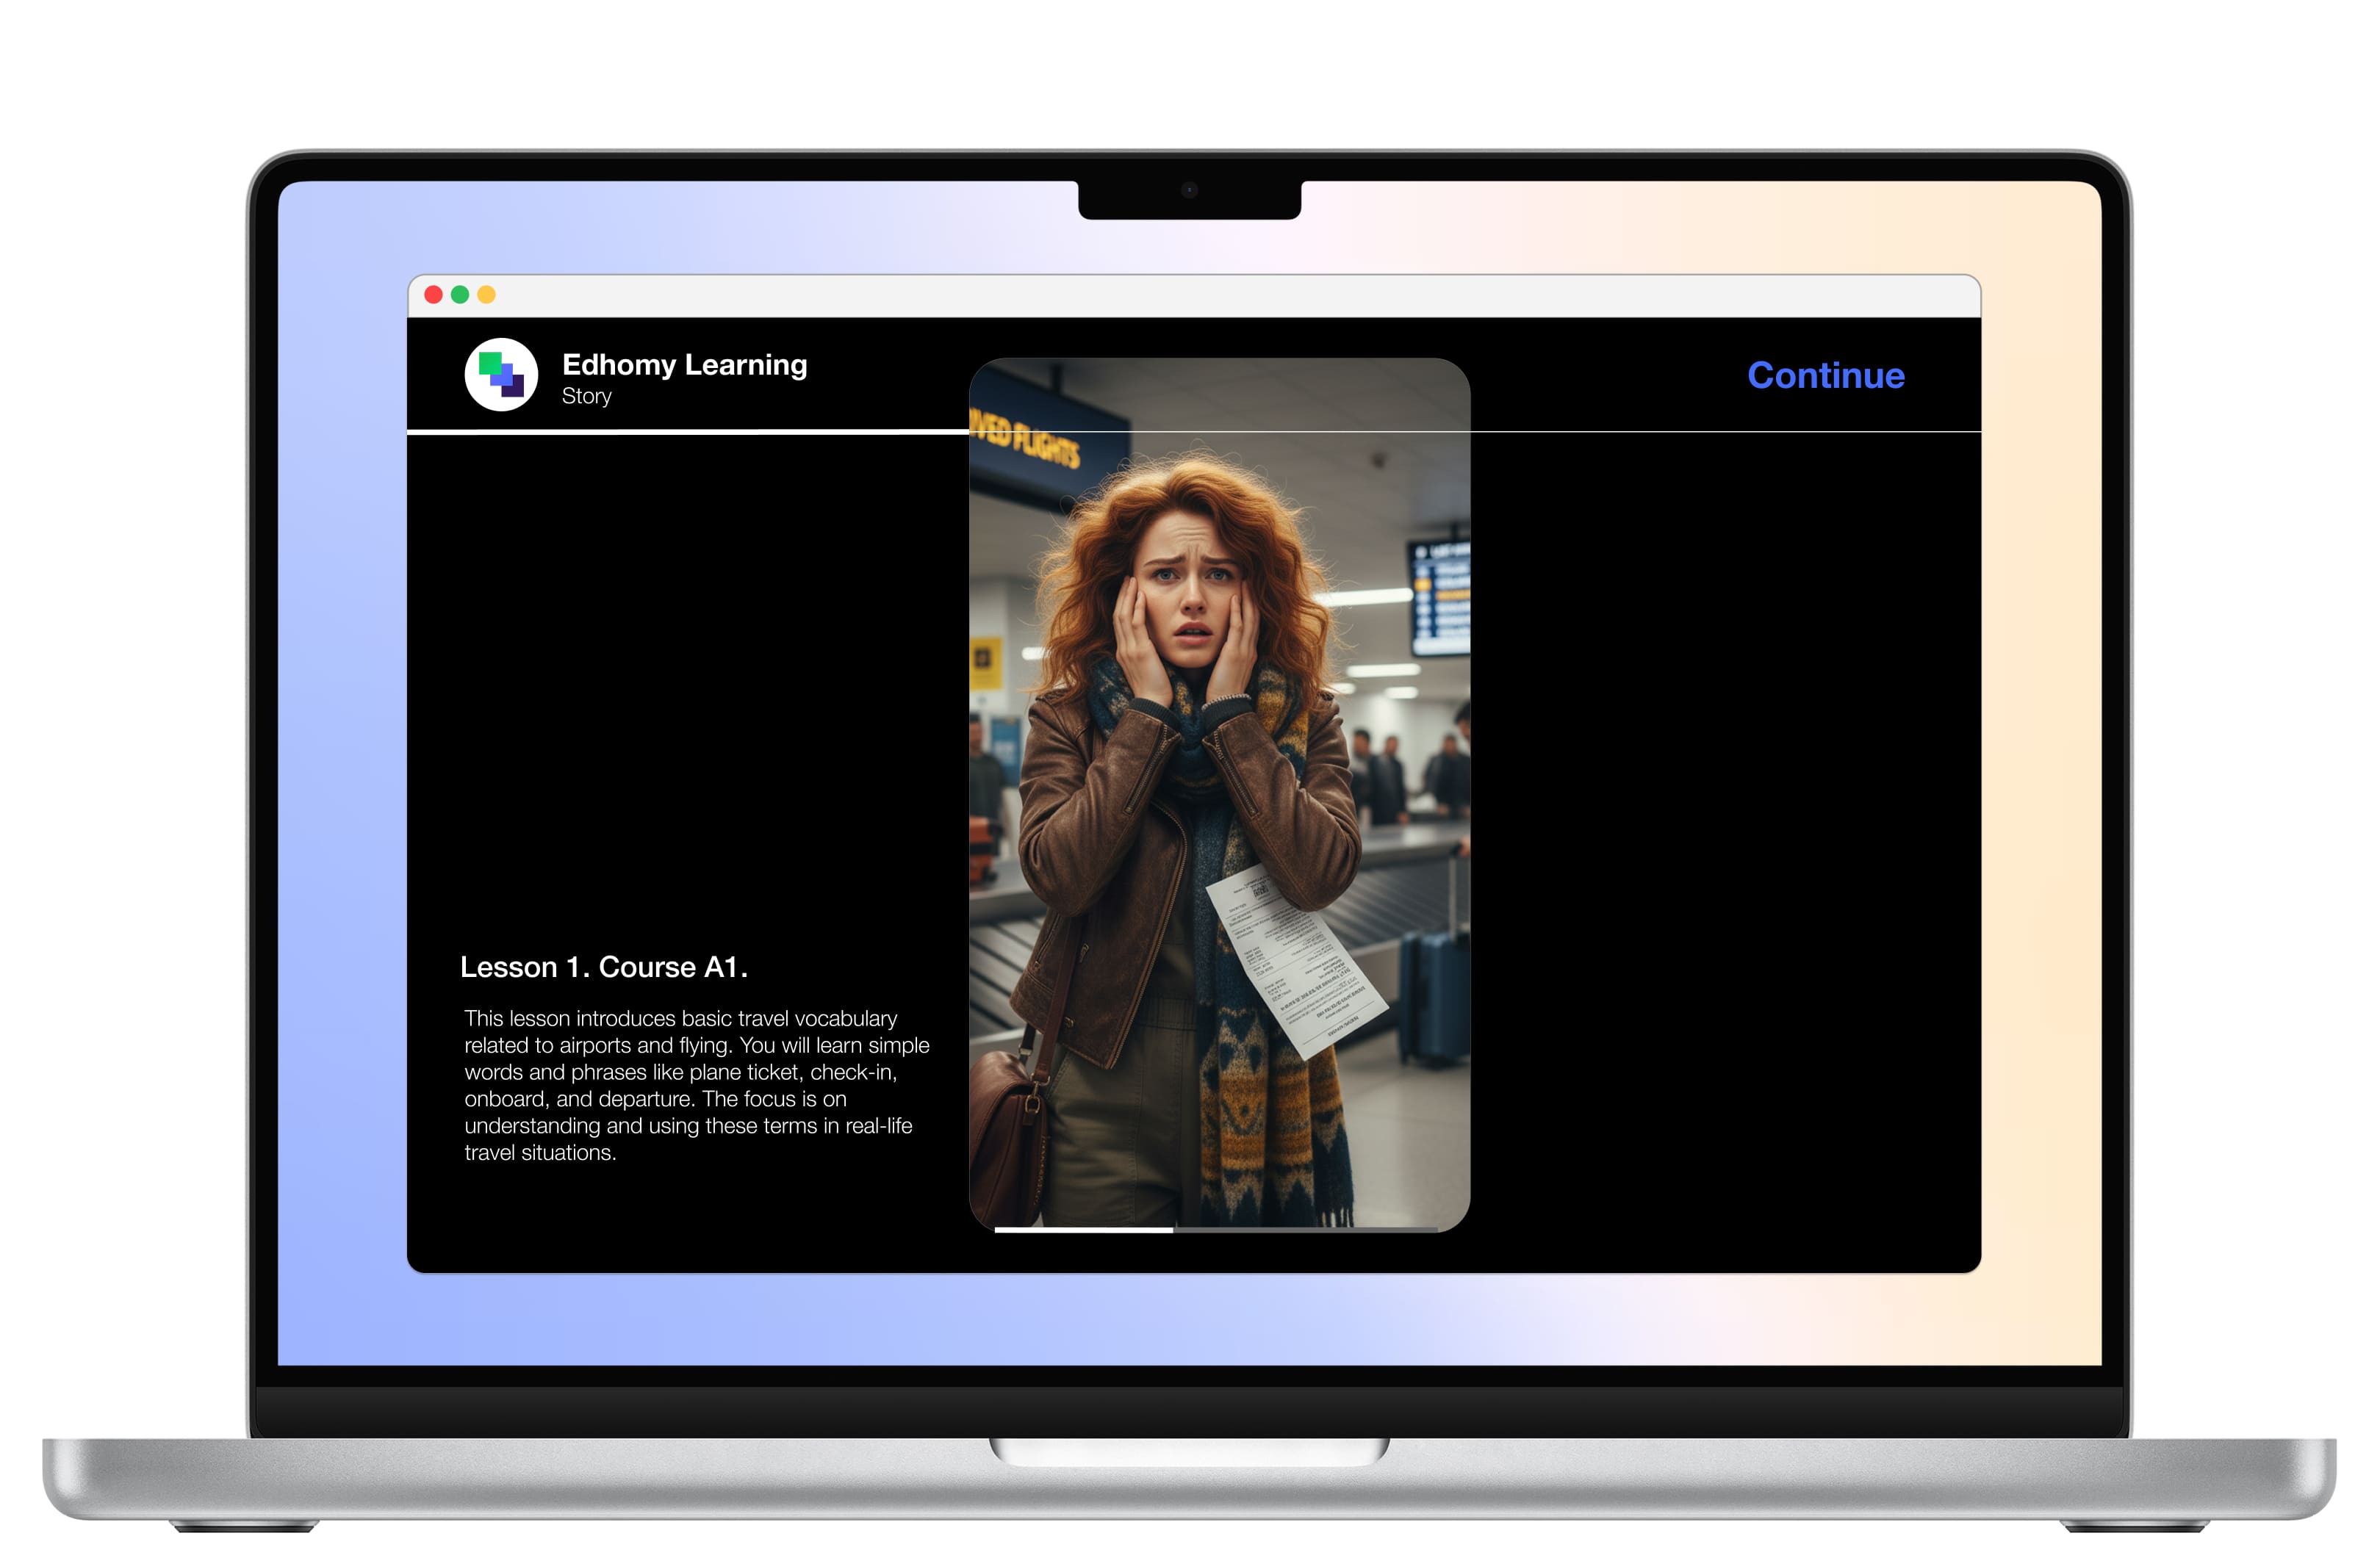 Edhomy Learning
Story
Continue
VED FLIGHTS
Lesson 1. Course A1.
This lesson introduces basic travel vocabulary
related to airports and flying. You will learn simple
words and phrases like plane ticket, check-in,
onboard, and departure. The focus is on
understanding and using these terms in real-life
travel situations.